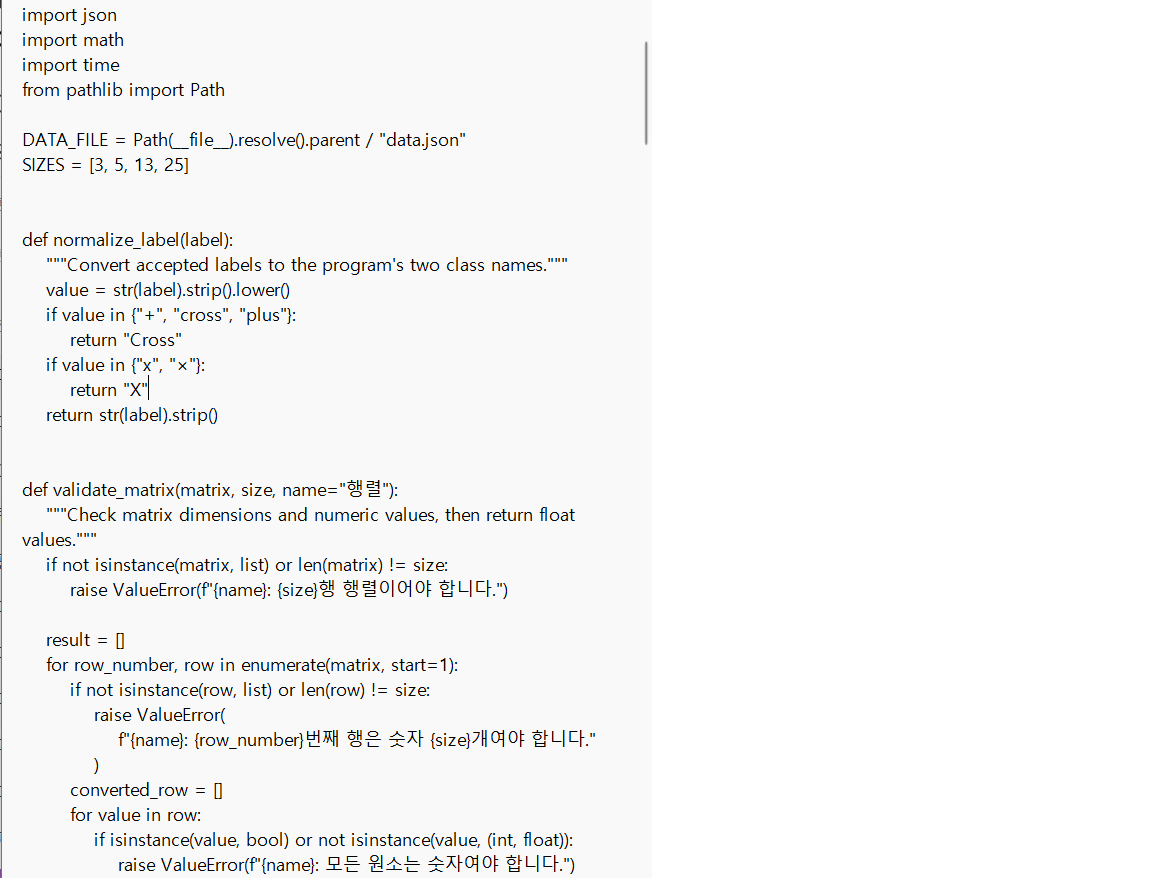 import json
import math
import time
from pathlib import Path
DATA_FILE = Path(__file__).resolve().parent / "data.json"
SIZES = [3, 5, 13, 25]
def normalize_label(label):
"""Convert accepted labels to the program's two class names."""
value = str(label).strip().lower()
if value in {"+", "cross", "plus"}:
return "Cross"
if value in {"x", "×"}:
return "X"
return str(label).strip()
def validate_matrix(matrix, size, name="행렬"):
"""Check matrix dimensions and numeric values, then return float
values."""
if not isinstance(matrix, list) or len(matrix) != size:
raise ValueError(f"{name}: {size}행 행렬이어야 합니다.")
result = []
for row_number, row in enumerate(matrix, start=1):
if not isinstance(row, list) or len(row) != size:
raise ValueError(
f"{name}: {row_number}번째 행은 숫자 {size}개여야 합니다."
)
converted_row = []
for value in row:
if isinstance(value, bool) or not isinstance(value, (int, float)):
raise ValueError(f"{name}: 모든 원소는 숫자여야 합니다.")